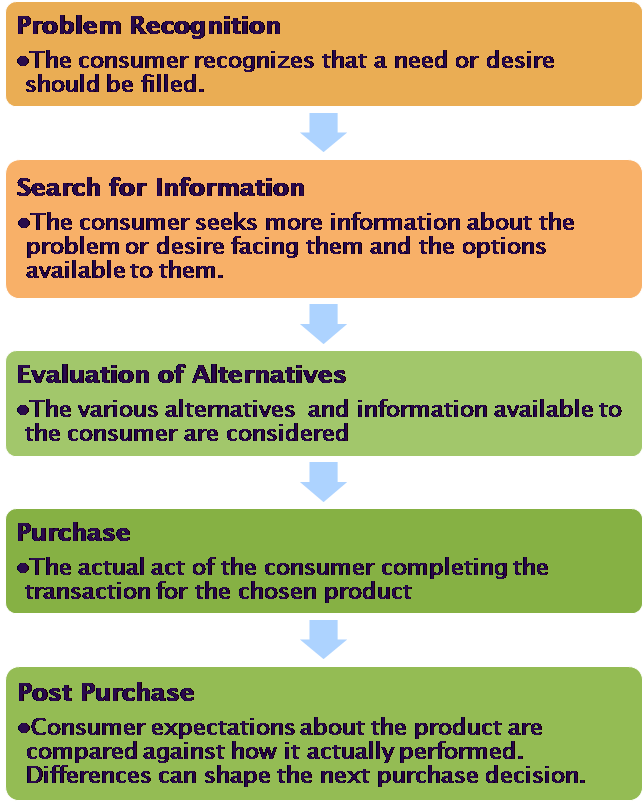 Problem Recognition
●The consumer recognizes that a need or desire
should be filled.
Search for Information
●The consumer seeks more information about the
problem or desire facing them and the options
available to them.
Evaluation of Alternatives
●The various alternatives  and information available to
the consumer are considered
Purchase
●The actual act of the consumer completing the
transaction for the chosen product
Post Purchase
●Consumer expectations about the product are
compared against how it actually performed.
Differences can shape the next purchase decision.